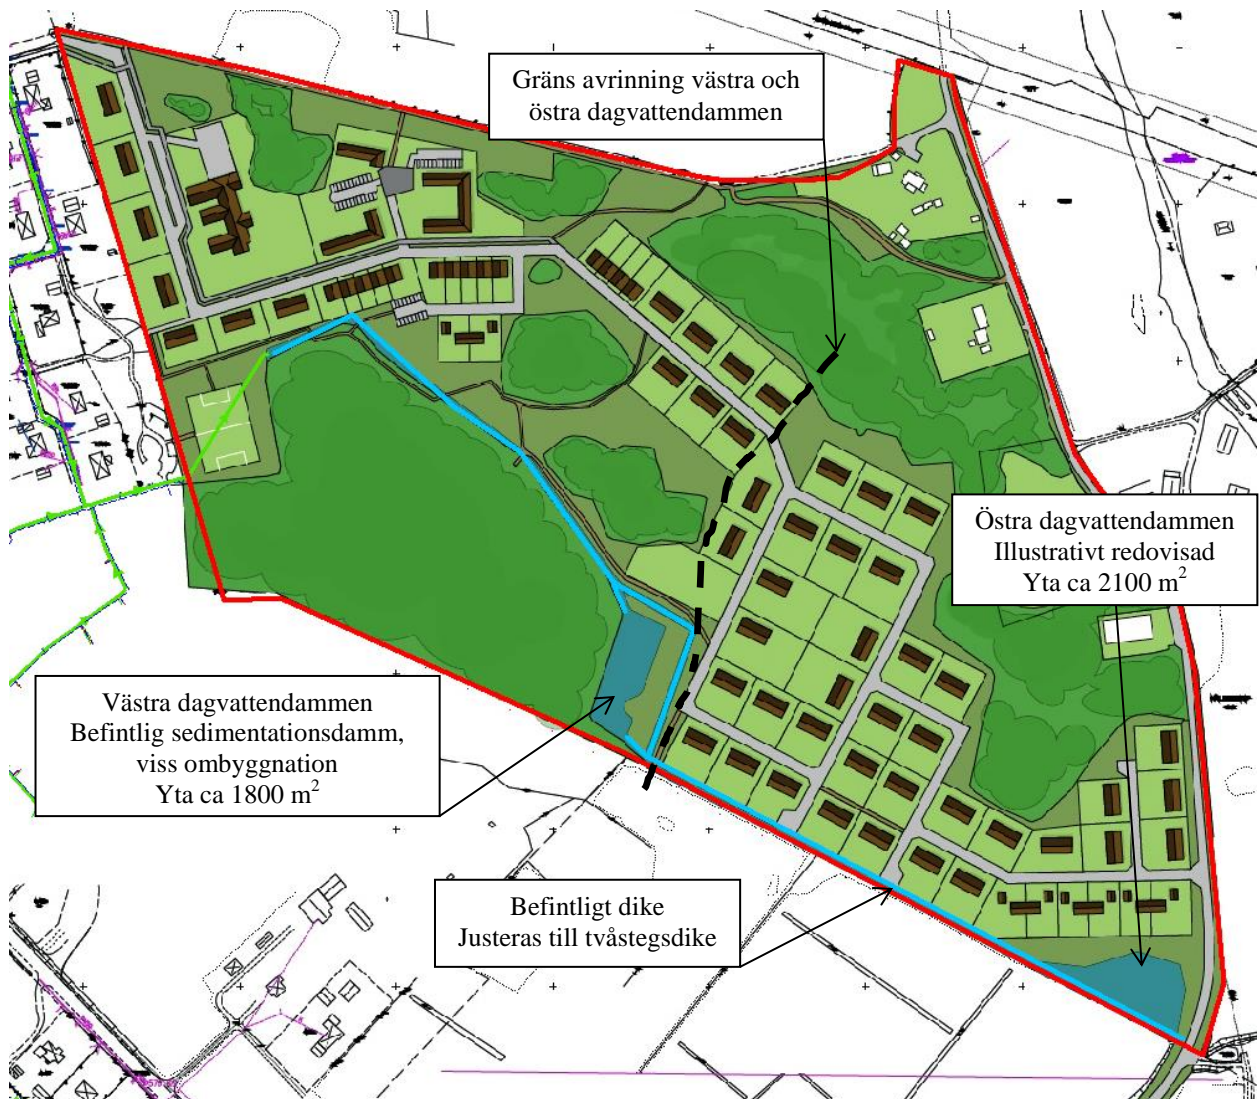 Gräns avrinning västra och
östra dagvattendammen
Östra dagvattendammen
Illustrativt redovisad
Yta ca 2100 m²
Västra dagvattendammen
Befintlig sedimentationsdamm,
viss ombyggnation
Yta ca 1800 m²
Befintligt dike
Justeras till tvåstegsdike